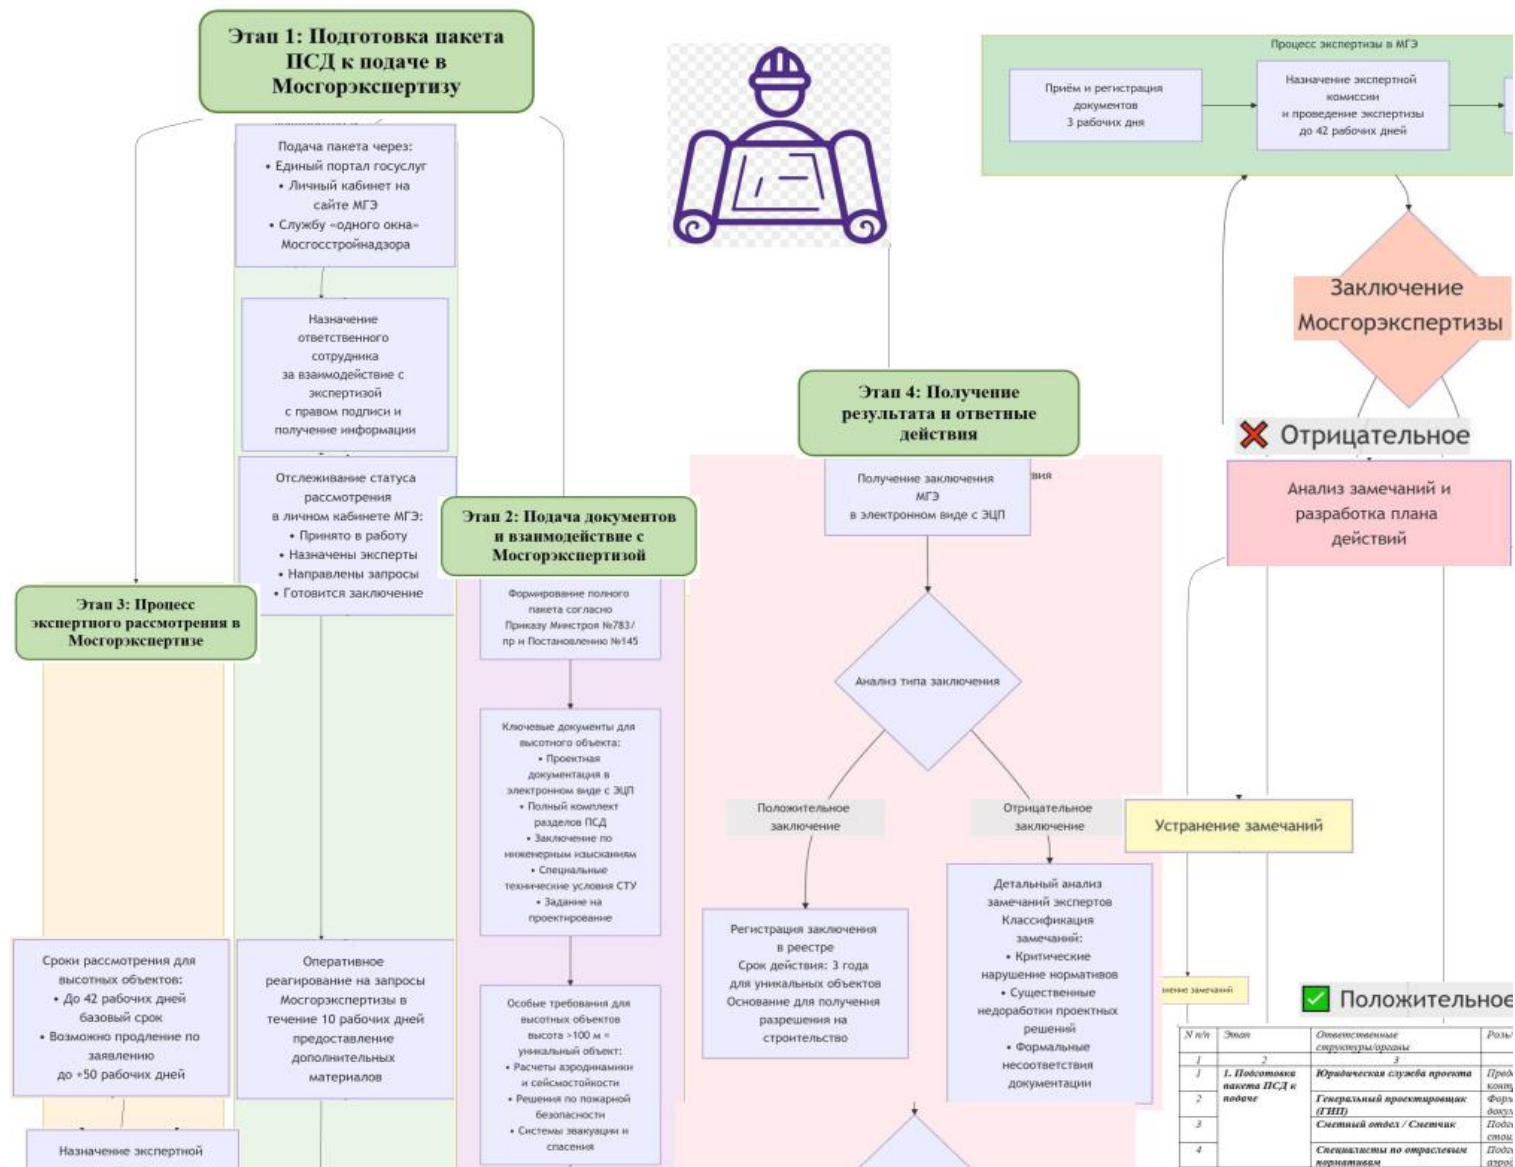 Этап 1: Подготовка пакета
ПСД к подаче в
Мосгорэкспертизу
Подача пакета через:
• Единый портал госуслуг
• Личный кабинет на
сайте МГЭ
• Службу «одного окна»
Мосгосстройнадзора
Назначение
ответственного
сотрудника
за взаимодействие с
экспертизой
с правом подписи и
получение информации
Отслеживание статуса
рассмотрения
в личном кабинете МГЭ:
• Принято в работу
• Назначены эксперты
• Направлены запросы
• Готовится заключение
Оперативное
реагирование на запросы
Мосгорэкспертизы в
течение 10 рабочих дней
предоставление
дополнительных
материалов
Этап 3: Процесс
экспертного рассмотрения в
Мосгорэкспертизе
Сроки рассмотрения для
высотных объектов:
• До 42 рабочих дней
базовый срок
• Возможно продление по
заявлению
до +50 рабочих дней
Назначение экспертной
Этап 2: Подача документов
и взаимодействие с
Мосгорэкспертизой
Формирование полного
пакета согласно
Приказу Минстроя №783/
пр и Постановлению №145
Ключевые документы для
высотного объекта:
• Проектная
документация в
электронном виде с ЭЦП
• Полный комплект
разделов ПСД
• Заключение по
инженерным изысканиям
• Специальные
технические условия СТУ
• Задание на
проектирование
Особые требования для
высотных объектов
высота >100 м =
уникальный объект:
• Расчеты аэродинамики
и сейсмостойкости
• Решения по пожарной
безопасности
• Системы эвакуации и
спасения
Этап 4: Получение
результата и ответные
действия
вия
Получение заключения
МГЭ
в электронном виде с ЭЦП
Анализ типа заключения
Положительное
заключение
Отрицательное
заключение
Регистрация заключения
в реестре
Срок действия: 3 года
для уникальных объектов
Основание для получения
разрешения на
строительство
Детальный анализ
замечаний экспертов
Классификация
замечаний:
• Критические
нарушение нормативов
• Существенные
недоработки проектных
решений
• Формальные
несоответствия
документации
Процесс экспертизы в МГЭ
Приём и регистрация
документов
3 рабочих дня
Назначение экспертной
комиссии
и проведение экспертизы
до 42 рабочих дней
Заключение
Мосгорэкспертизы
❌ Отрицательное
Анализ замечаний и
разработка плана
действий
Устранение замечаний
замечаний
✅ Положительное
N п/п Этап Ответственные структуры/органы Роль/
1 2 3
1 1. Подготовка пакета ПСД к подаче Юридическая служба проекта
2 Генеральный проектировщик (ГИП)
3 Сметный отдел / Сметчик
4 Специалисты по отраслевым нормативам